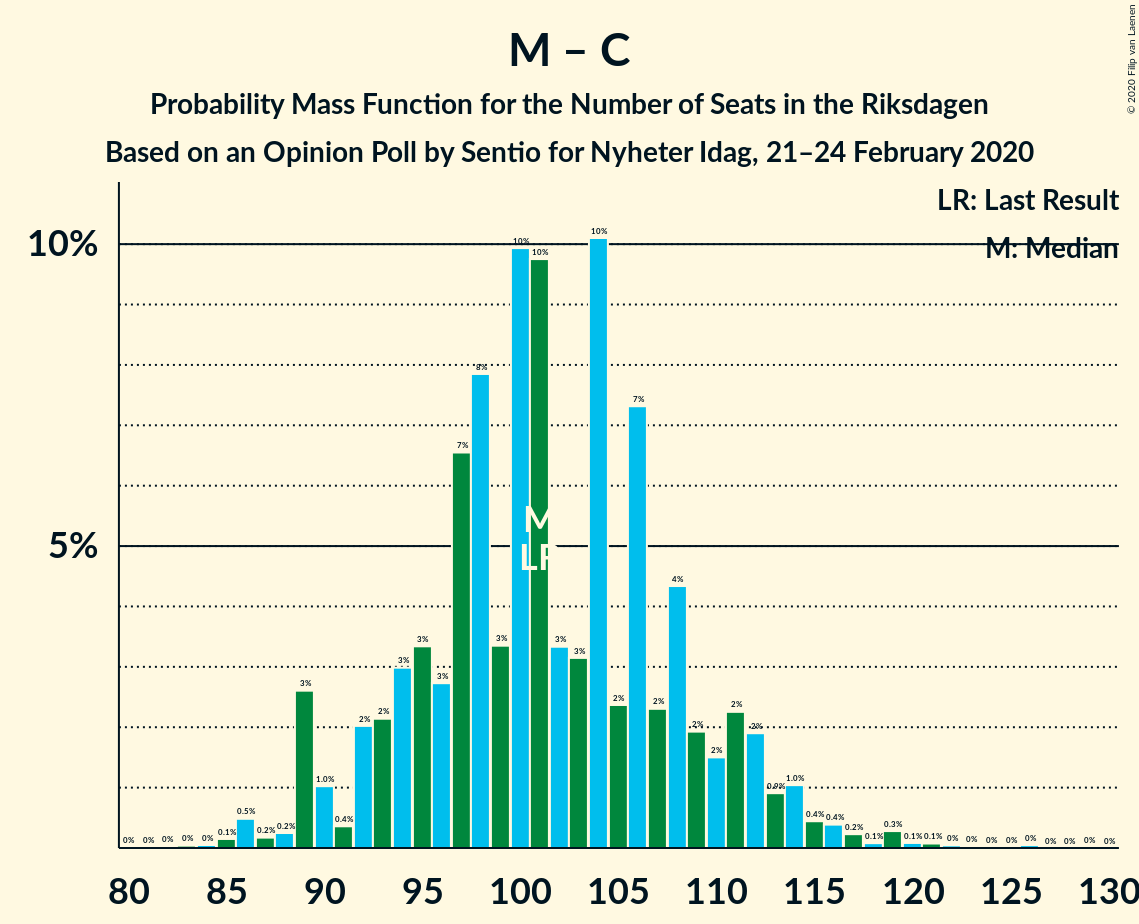 M – C
Probability Mass Function for the Number of Seats in the Riksdagen
Based on an Opinion Poll by Sentio for Nyheter Idag, 21–24 February 2020
© 2020 Filip van Laenen
LR: Last Result
M: Median
10%
5%
0% 0% 0% 0% 0% 0.1% 0.5% 0.2% 0.2% 3% 1.0% 0.4% 2% 2% 3% 3% 3% 7% 8% 3% 10% 10% 3% 3% 10% 2% 7% 2% 4% 2% 2% 2% 2% 0.9% 1.0% 0.4% 0.4% 0.2% 0.1% 0.3% 0.1% 0.1% 0% 0% 0% 0% 0% 0% 0% 0% 0%
M
LR
80 85 90 95 100 105 110 115 120 125 130